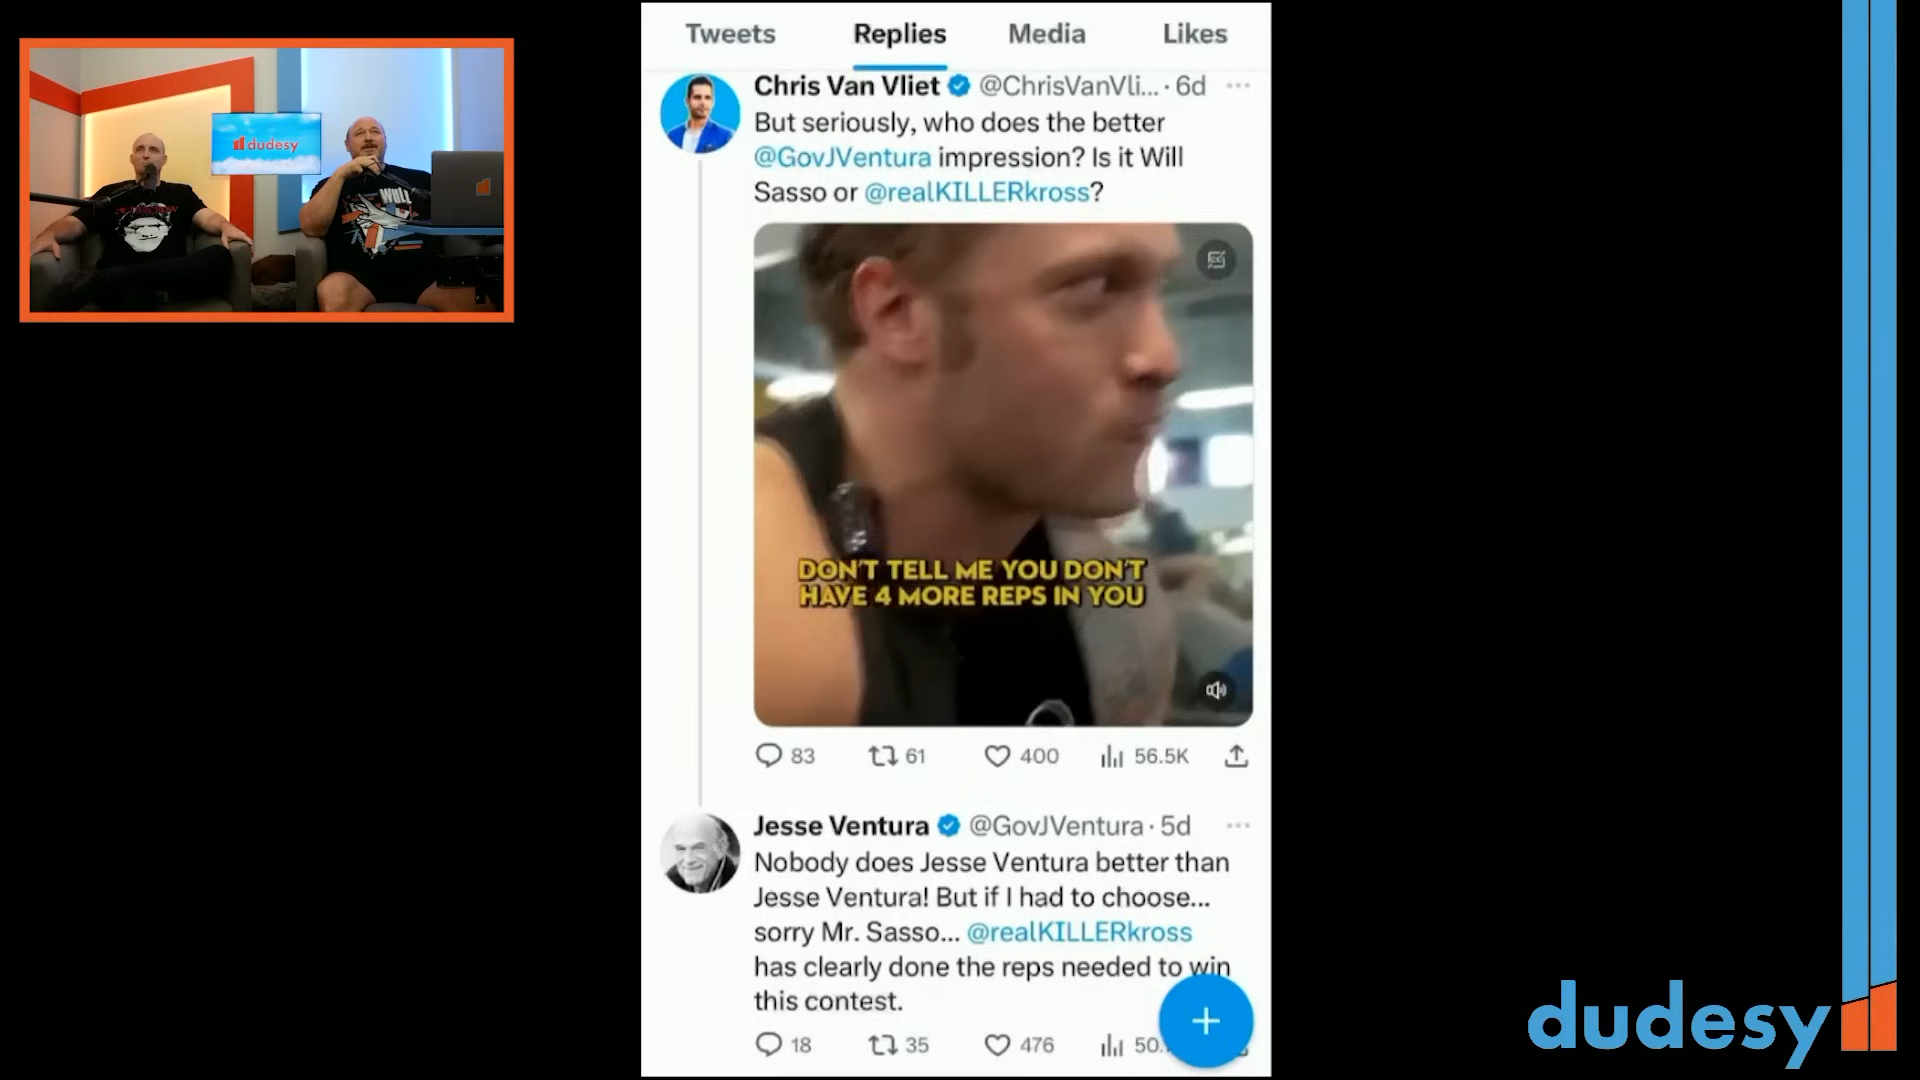 Tweets Replies Media Likes
Chris Van Vliet @ChrisVanVli... · 6d
But seriously, who does the better
@GovJVentura impression? Is it Will
Sasso or @realKILLERkross?
DON'T TELL ME YOU DON'T
HAVE 4 MORE REPS IN YOU
83 61 400 56.5K
Jesse Ventura @GovJVentura · 5d
Nobody does Jesse Ventura better than
Jesse Ventura! But if I had to choose...
sorry Mr. Sasso... @realKILLERkross
has clearly done the reps needed to win
this contest.
18 35 476 50.
dudesy
dudesy